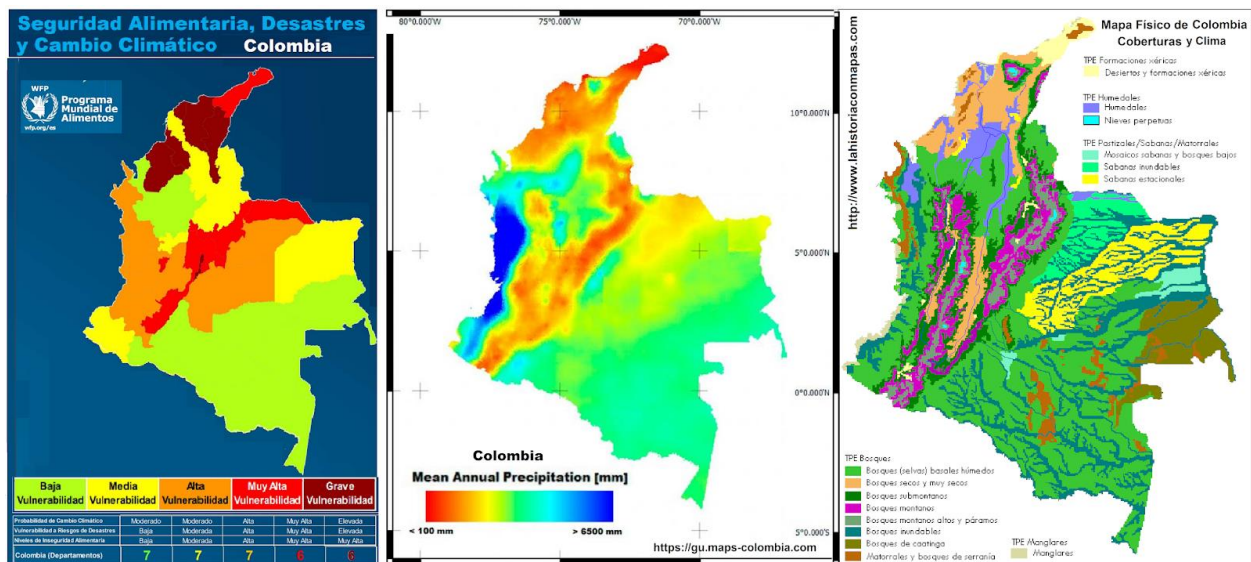 Seguridad Alimentaria, Desastres
y Cambio Climático Colombia
WFP
wfp.org/es
Programa
Mundial de
Alimentos
Baja
Vulnerabilidad
Media
Vulnerabilidad
Alta
Vulnerabilidad
Muy Alta
Vulnerabilidad
Grave
Vulnerabilidad
Probabilidad de Cambio Climático Moderado Moderada Alta Muy Alta Elevada
Vulnerabilidad a Riesgos de Desastres Baja Moderada Alta Muy Alta Elevada
Niveles de Inseguridad Alimentaria Baja Moderada Alta Alta Muy Alta
Colombia (Departamentos) 7 7 7 6 6
80°0.000'W 75°0.000'W 70°0.000'W
10°0.000'N
5°0.000'N
0°0.000'N
5°0.000'S
Colombia
Mean Annual Precipitation [mm]
< 100 mm > 6500 mm
https://gu.maps-colombia.com
http://www.lahistoriaconmapas.com
Mapa Físico de Colombia
Coberturas y Clima
TPE Formaciones xéricas
Desiertos y formaciones xéricas
TPE Humedales
Humedales
Nieves perpetuas
TPE Pastizales/Sabanas/Matorrales
Mosaicos sabanas y bosques bajos
Sabanas inundables
Sabanas estacionales
TPE Bosques
Bosques (selvas) basales húmedos
Bosques secos y muy secos
Bosques submontanos
Bosques montanos
Bosques montanos altos y páramos
Bosques inundables
Bosques de caatinga
Matorrales y bosques de serranía
TPE Manglares
Manglares